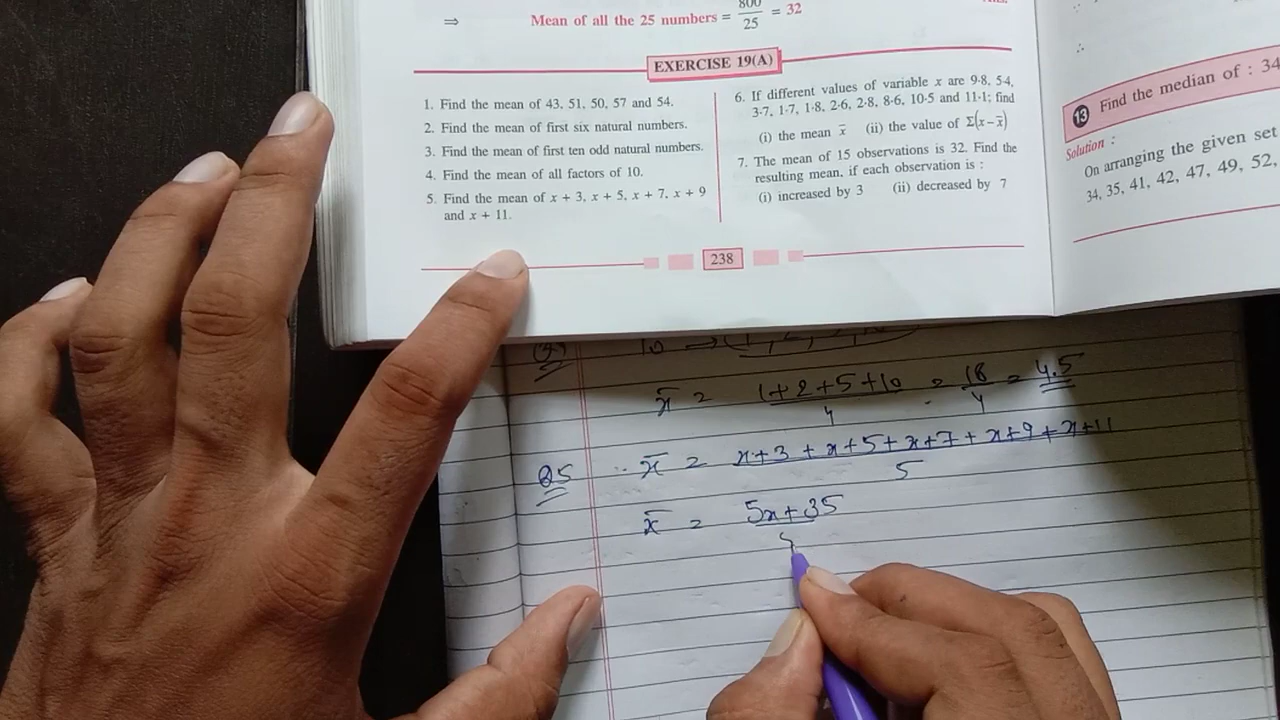 ⇒ Mean of all the 25 numbers = 800/25 = 32
EXERCISE 19(A)
1. Find the mean of 43, 51, 50, 57 and 54.
2. Find the mean of first six natural numbers.
3. Find the mean of first ten odd natural numbers.
4. Find the mean of all factors of 10.
5. Find the mean of x + 3, x + 5, x + 7, x + 9
and x + 11.
6. If different values of variable x are 9·8, 5·4,
3·7, 1·7, 1·8, 2·6, 2·8, 8·6, 10·5 and 11·1; find
(i) the mean x̄ (ii) the value of Σ(x−x̄)
7. The mean of 15 observations is 32. Find the
resulting mean, if each observation is :
(i) increased by 3 (ii) decreased by 7
238
∴
13 Find the median of : 34
Solution :
On arranging the given set
34, 35, 41, 42, 47, 49, 52,
x̄ = 1+2+5+10/4 = 18/4 = 4.5
Q5 ∴ x̄ = x+3 + x+5 + x+7 + x+9 + x+11/5
x̄ = 5x+35/5